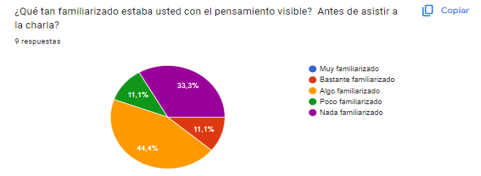 ¿Qué tan familiarizado estaba usted con el pensamiento visible?  Antes de asistir a
la charla?
Copiar
9 respuestas
Muy familiarizado
Bastante familiarizado
Algo familiarizado
Poco familiarizado
Nada familiarizado
33,3%
11,1%
11,1%
44,4%